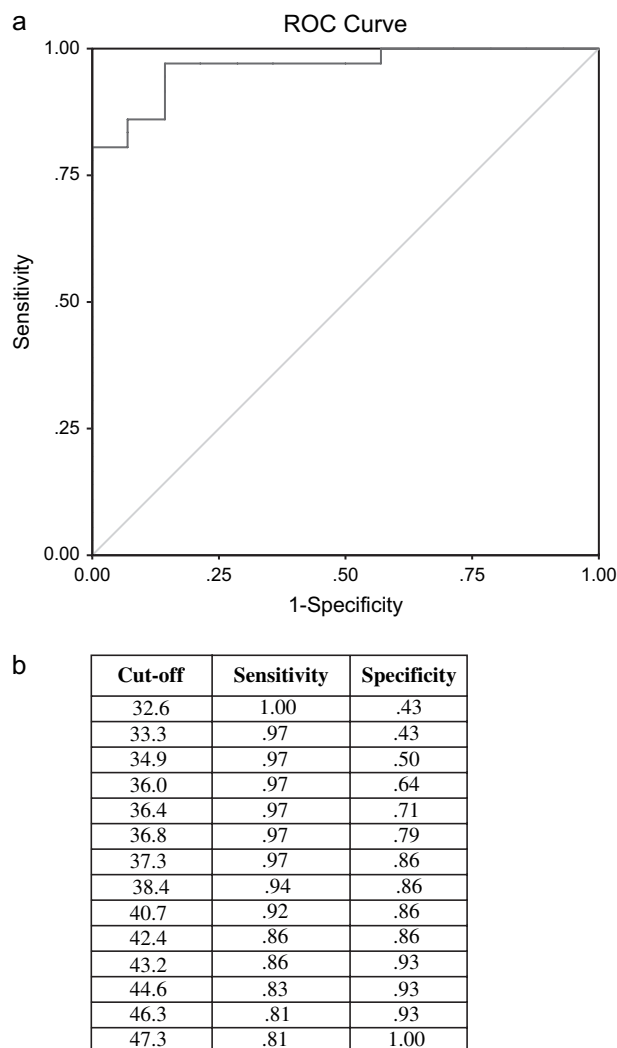 a
ROC Curve
1.00
.75
.50
.25
0.00
Sensitivity
0.00 .25 .50 .75 1.00
1-Specificity
b
Cut-off Sensitivity Specificity
32.6 1.00 .43
33.3 .97 .43
34.9 .97 .50
36.0 .97 .64
36.4 .97 .71
36.8 .97 .79
37.3 .97 .86
38.4 .94 .86
40.7 .92 .86
42.4 .86 .86
43.2 .86 .93
44.6 .83 .93
46.3 .81 .93
47.3 .81 1.00